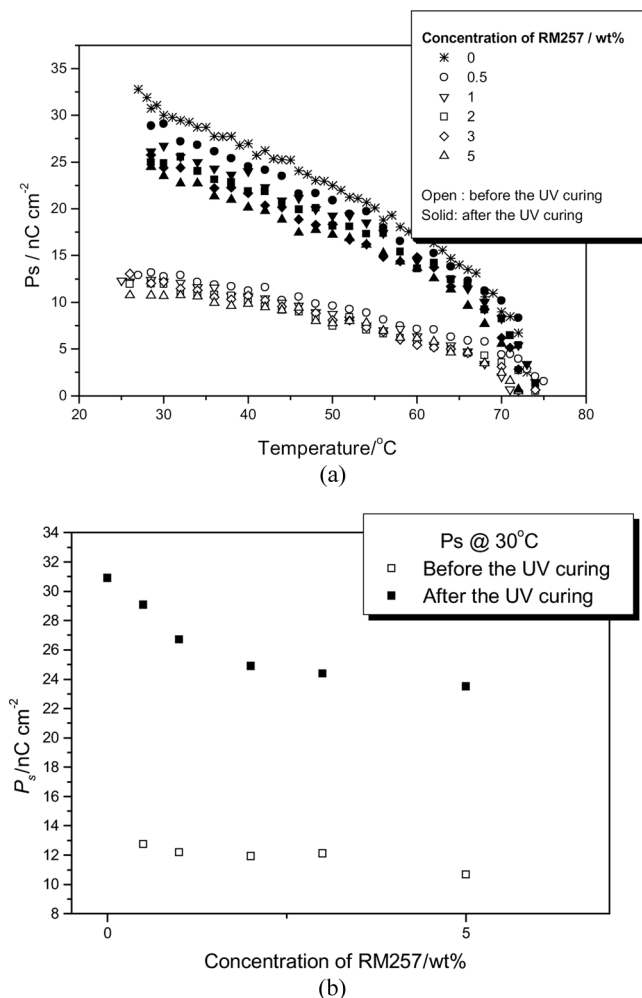 Concentration of RM257 / wt%
0
0.5
1
2
3
5
Open : before the UV curing
Solid: after the UV curing
35
30
25
20
15
10
5
0
Ps / nC cm-2
20 30 40 50 60 70 80
Temperature/oC
(a)
Ps @ 30oC
Before the UV curing
After the UV curing
34
32
30
28
26
24
22
20
18
16
14
12
10
8
Ps/nC cm-2
0 5
Concentration of RM257/wt%
(b)